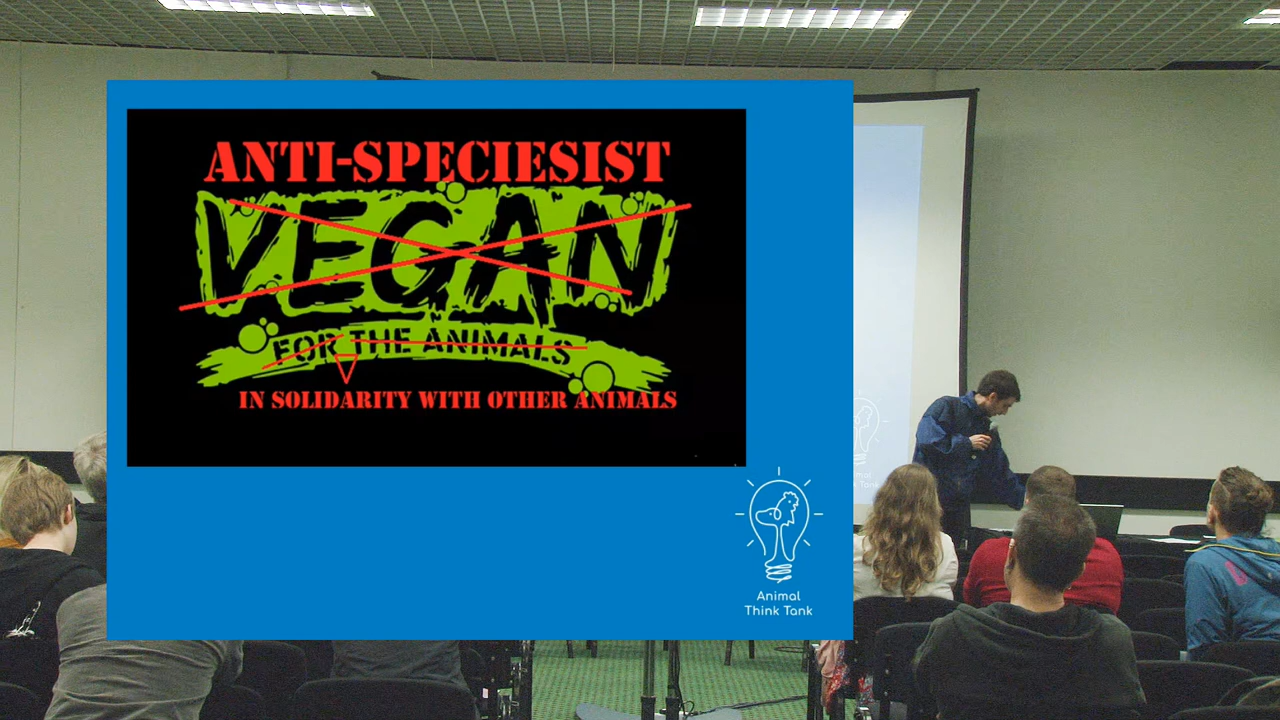 ANTI-SPECIESIST
VEGAN
FOR THE ANIMALS
IN SOLIDARITY WITH OTHER ANIMALS
Animal
Think Tank